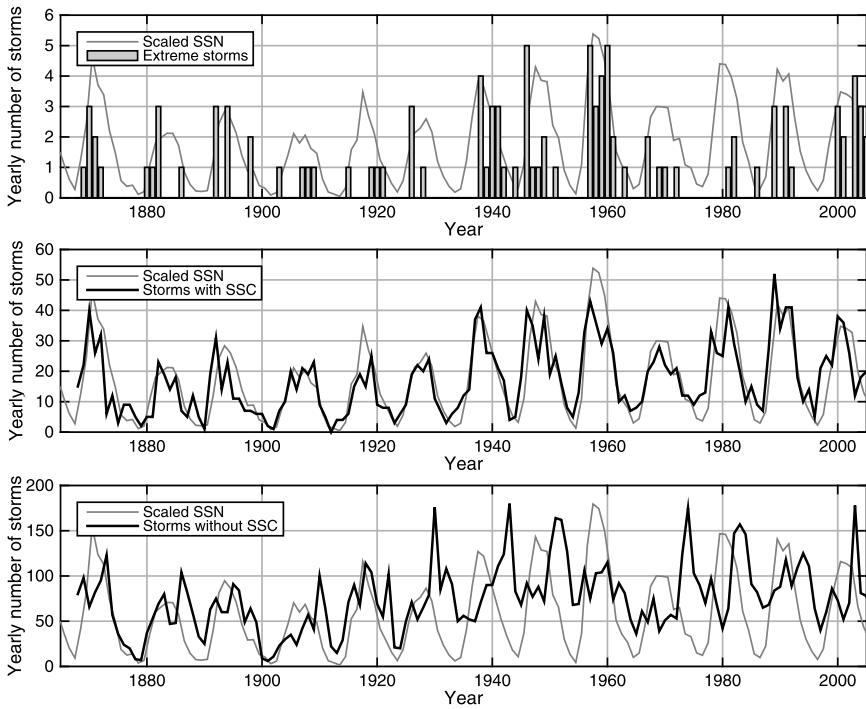 Yearly number of storms
6
5
4
3
2
1
0
Scaled SSN
Extreme storms
1880 1900 1920 1940 1960 1980 2000
Year
Yearly number of storms
60
50
40
30
20
10
0
Scaled SSN
Storms with SSC
1880 1900 1920 1940 1960 1980 2000
Year
Yearly number of storms
200
150
100
50
0
Scaled SSN
Storms without SSC
1880 1900 1920 1940 1960 1980 2000
Year